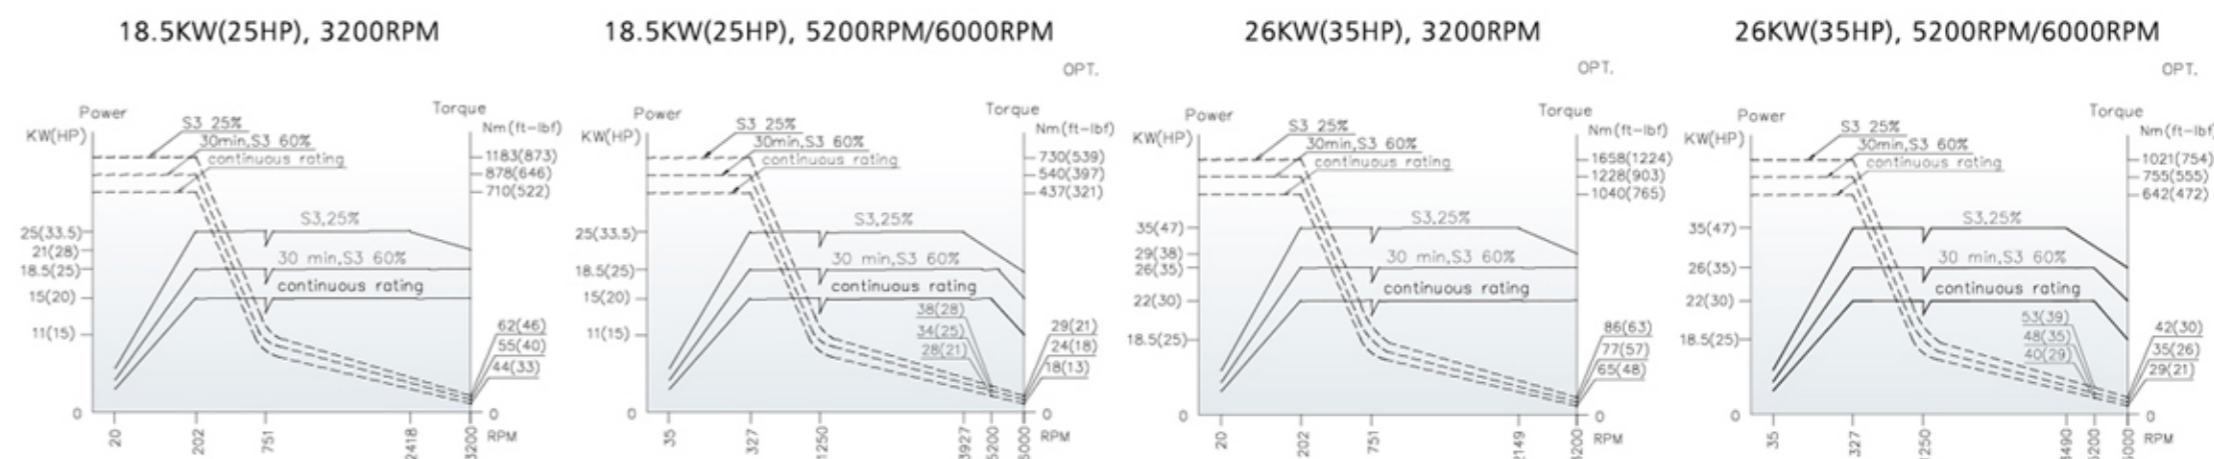 18.5KW(25HP), 3200RPM
Power
Torque
KW(HP)
Nm(ft-lbf)
S3 25%
30min,S3 60%
continuous rating
1183(873)
878(646)
710(522)
25(33.5)
21(28)
18.5(25)
15(20)
11(15)
0
S3,25%
30 min,S3 60%
continuous rating
62(46)
55(40)
44(33)
0
20
202
751
2418
3200
RPM
18.5KW(25HP), 5200RPM/6000RPM
OPT.
Power
Torque
KW(HP)
Nm(ft-lbf)
S3 25%
30min,S3 60%
continuous rating
730(539)
540(397)
437(321)
25(33.5)
18.5(25)
15(20)
11(15)
0
S3,25%
30 min,S3 60%
continuous rating
38(28)
34(25)
28(21)
29(21)
24(18)
18(13)
0
35
327
1250
3927
5200
6000
RPM
26KW(35HP), 3200RPM
OPT.
Power
Torque
KW(HP)
Nm(ft-lbf)
S3 25%
30min,S3 60%
continuous rating
1658(1224)
1228(903)
1040(765)
35(47)
29(38)
26(35)
22(30)
18.5(25)
0
S3,25%
30 min,S3 60%
continuous rating
86(63)
77(57)
65(48)
0
20
202
751
2149
3200
RPM
26KW(35HP), 5200RPM/6000RPM
OPT.
Power
Torque
KW(HP)
Nm(ft-lbf)
S3 25%
30min,S3 60%
continuous rating
1021(754)
755(555)
642(472)
35(47)
26(35)
22(30)
18.5(25)
0
S3,25%
30 min,S3 60%
continuous rating
53(39)
48(35)
40(29)
42(30)
35(26)
29(21)
0
35
327
1250
3490
5200
6000
RPM